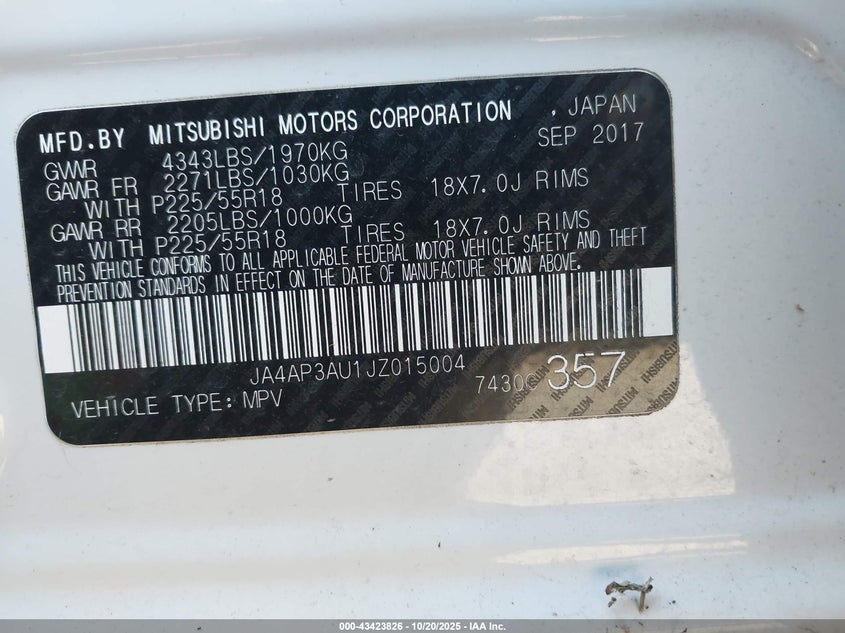 MFD.BY MITSUBISHI MOTORS CORPORATION . JAPAN
SEP 2017
GVWR 4343LBS/1970KG
GAWR FR 2271LBS/1030KG
WITH P225/55R18 TIRES 18X7.0J RIMS
GAWR RR 2205LBS/1000KG
WITH P225/55R18 TIRES 18X7.0J RIMS
THIS VEHICLE CONFORMS TO ALL APPLICABLE FEDERAL MOTOR VEHICLE SAFETY AND THEFT
PREVENTION STANDARDS IN EFFECT ON THE DATE OF MANUFACTURE SHOWN ABOVE.
JA4AP3AU1JZ015004
7430C 357
VEHICLE TYPE: MPV
MITSUBISHI
000-43423826 - 10/20/2025 - IAA Inc.